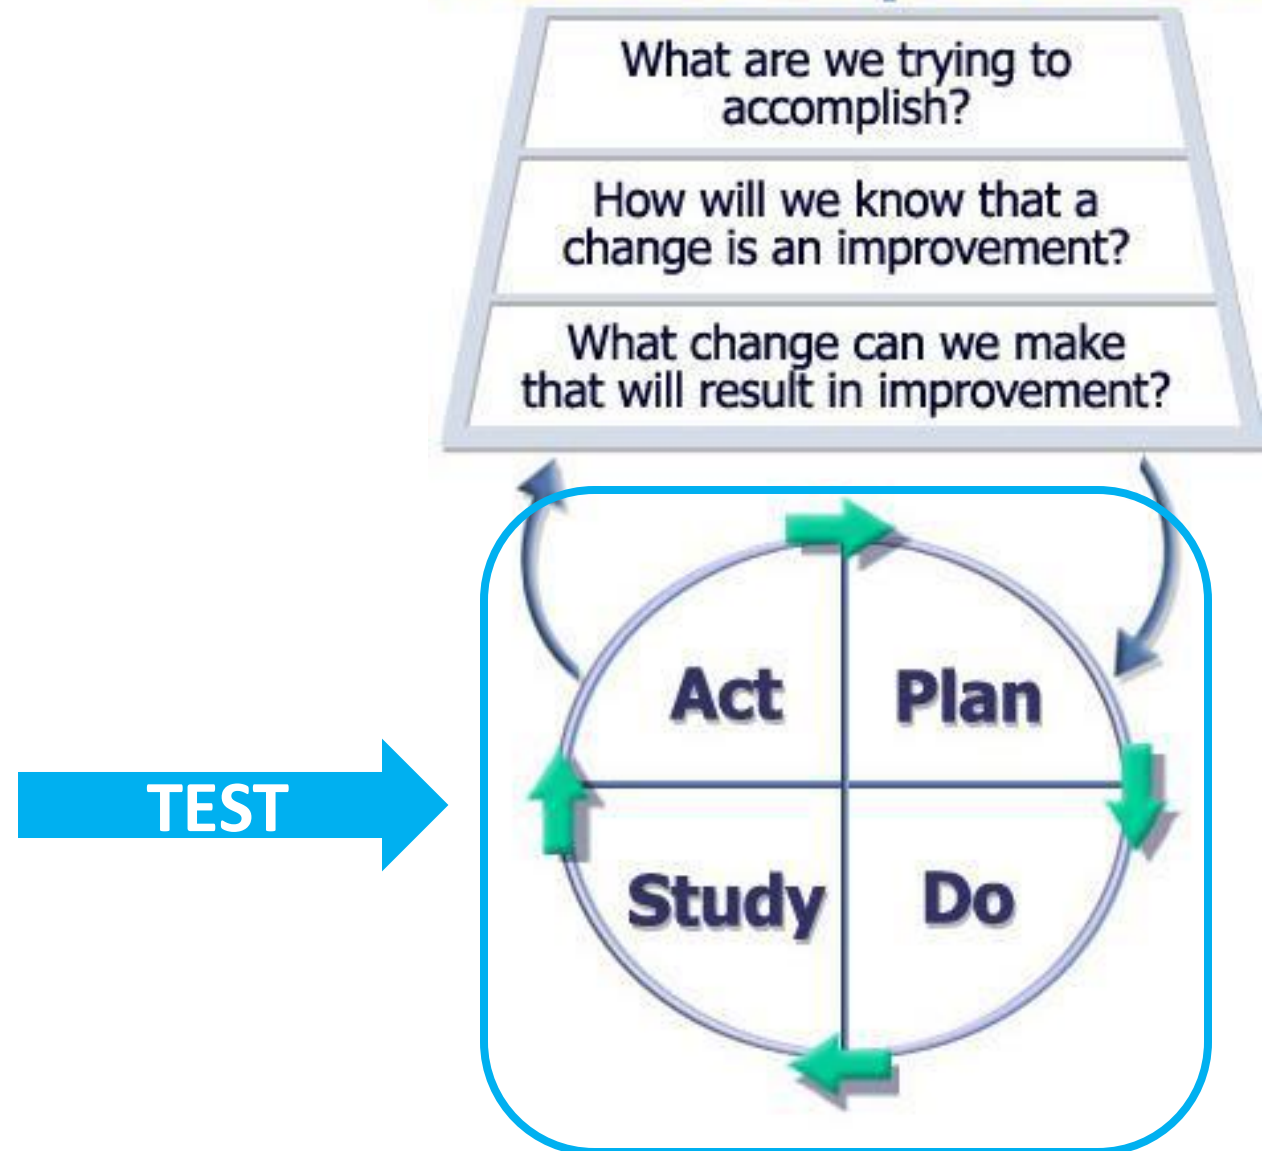 What are we trying to
accomplish?
How will we know that a
change is an improvement?
What change can we make
that will result in improvement?
Act
Plan
TEST
Study
Do